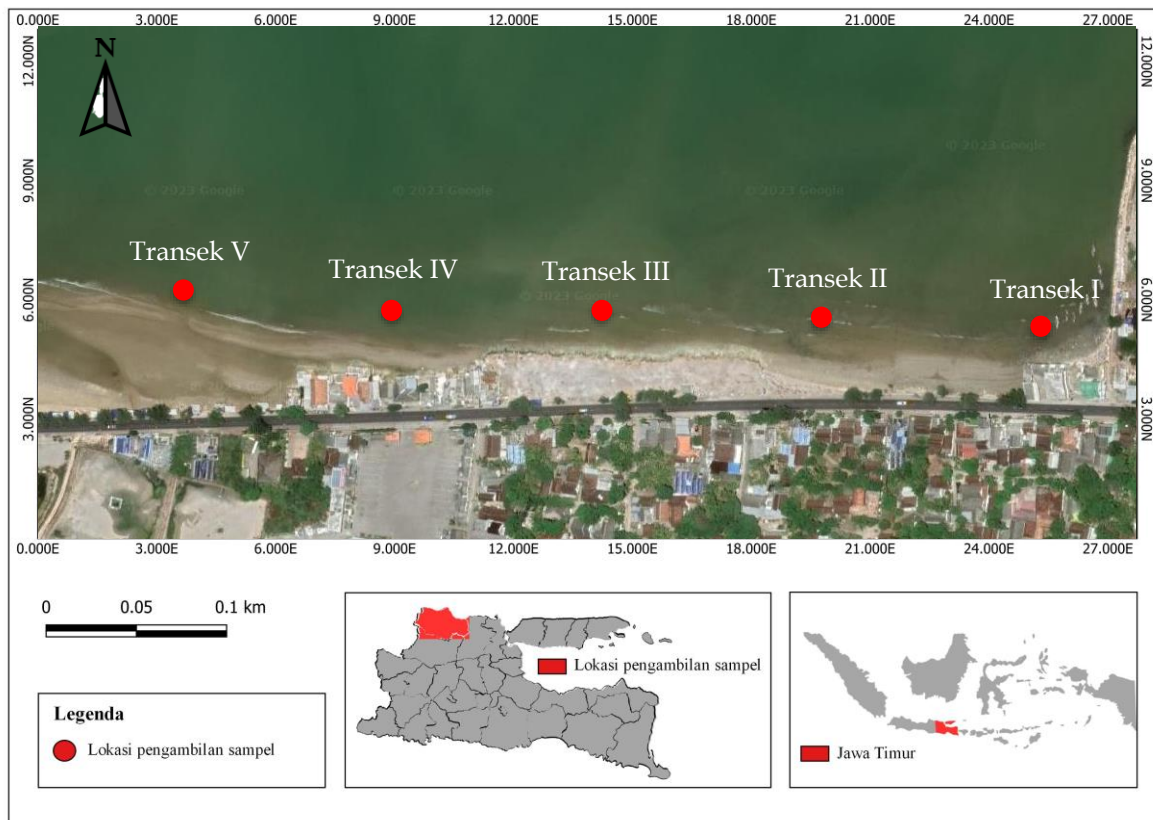 0.000E 3.000E 6.000E 9.000E 12.000E 15.000E 18.000E 21.000E 24.000E 27.000E
12.000N
9.000N
6.000N
3.000N
N
12.000N
9.000N
6.000N
3.000N
© 2023 Google
© 2023 Google
© 2023 Google
© 2023 Google
Transek V
Transek IV
Transek III
Transek II
Transek I
© 2023 Google
0.000E 3.000E 6.000E 9.000E 12.000E 15.000E 18.000E 21.000E 24.000E 27.000E
0 0.05 0.1 km
Legenda
Lokasi pengambilan sampel
Lokasi pengambilan sampel
Jawa Timur